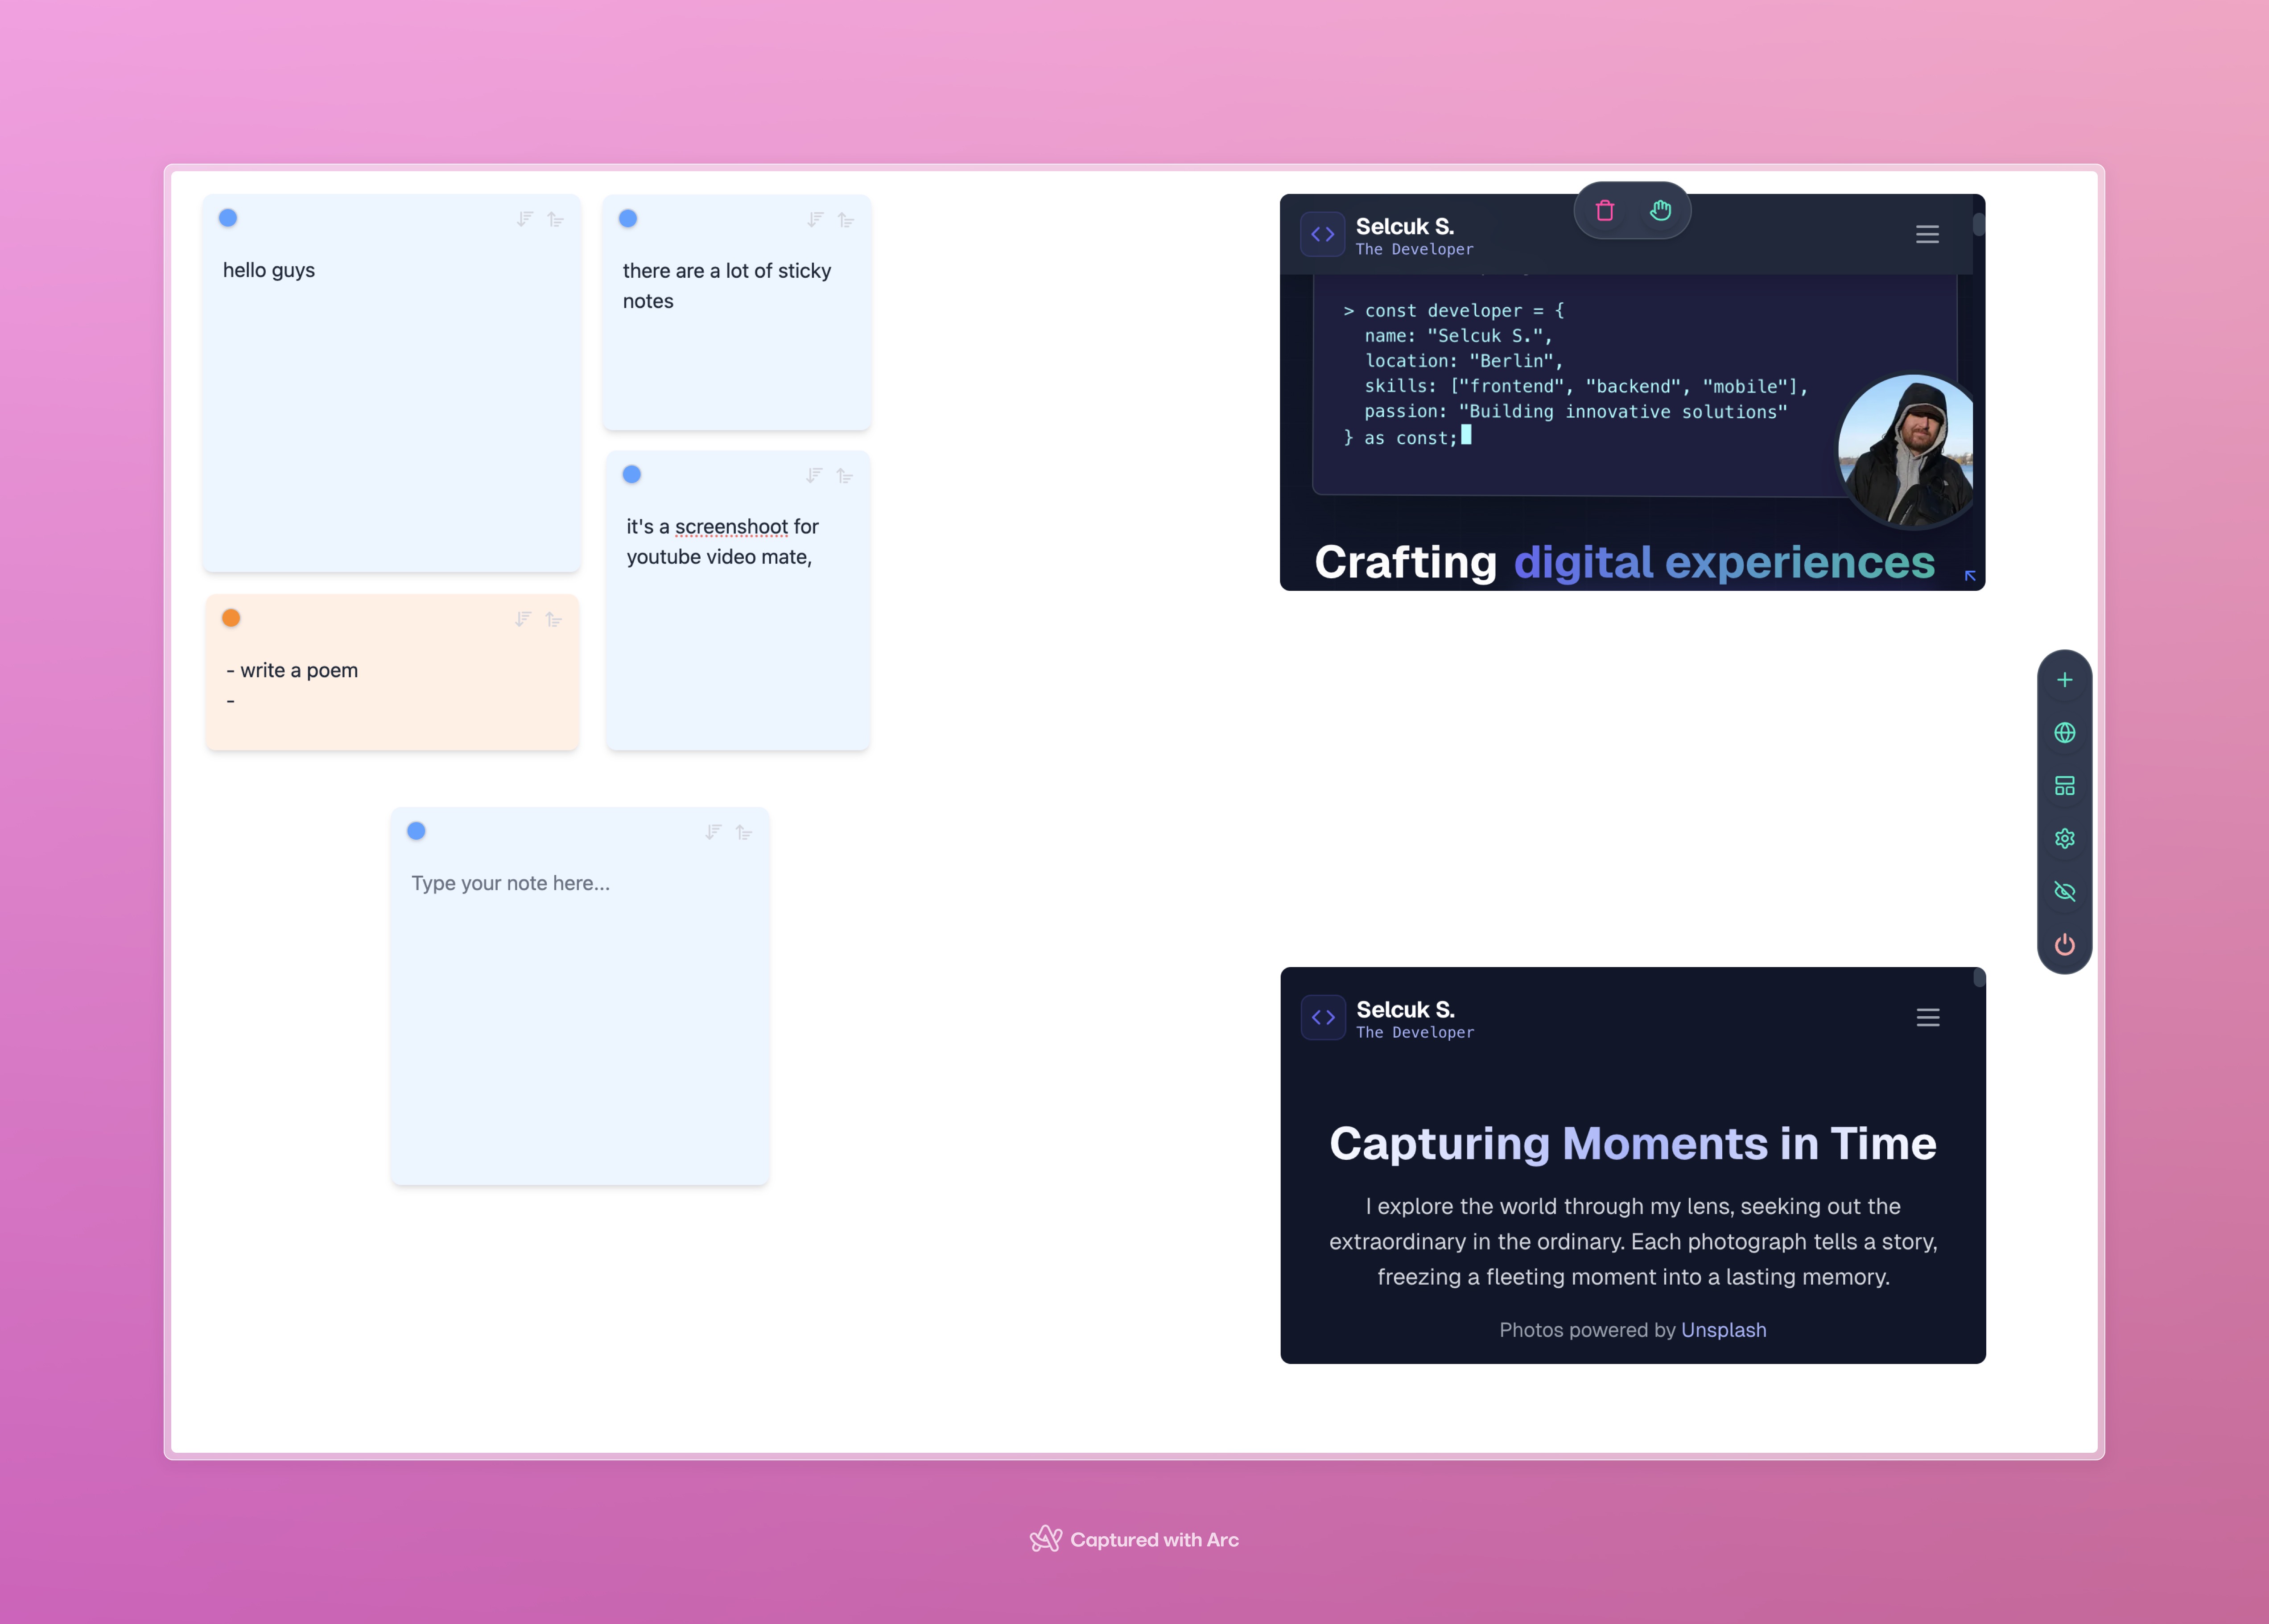 hello guys
there are a lot of sticky
notes
it's a screenshoot for
youtube video mate,
- write a poem
-
Type your note here...
Selcuk S.
The Developer
> const developer = {
name: "Selcuk S.",
location: "Berlin",
skills: ["frontend", "backend", "mobile"],
passion: "Building innovative solutions"
} as const;
Crafting digital experiences
Selcuk S.
The Developer
Capturing Moments in Time
I explore the world through my lens, seeking out the
extraordinary in the ordinary. Each photograph tells a story,
freezing a fleeting moment into a lasting memory.
Photos powered by Unsplash
Captured with Arc